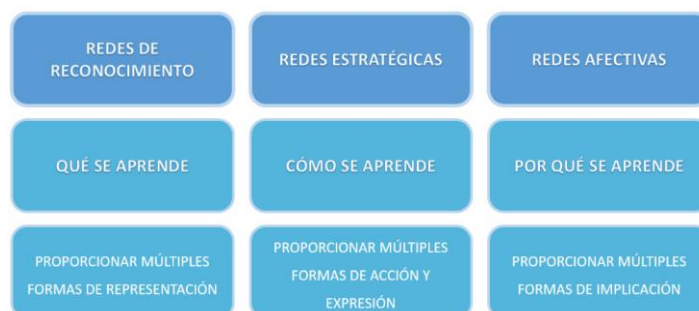 REDES DE
RECONOCIMIENTO
REDES ESTRATÉGICAS
REDES AFECTIVAS
QUÉ SE APRENDE
CÓMO SE APRENDE
POR QUÉ SE APRENDE
PROPORCIONAR MÚLTIPLES
FORMAS DE REPRESENTACIÓN
PROPORCIONAR MÚLTIPLES
FORMAS DE ACCIÓN Y
EXPRESIÓN
PROPORCIONAR MÚLTIPLES
FORMAS DE IMPLICACIÓN